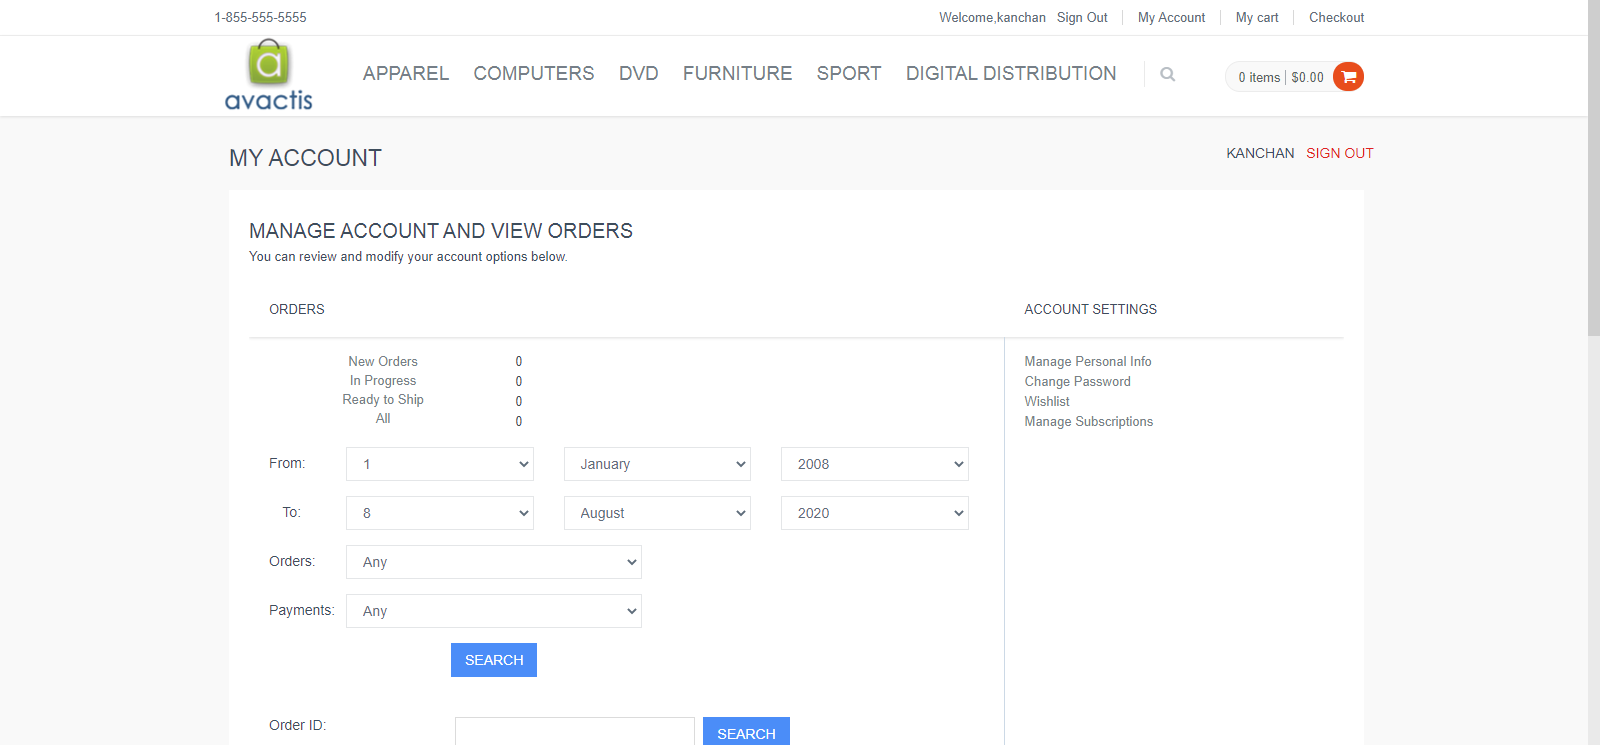 1-855-555-5555
Welcome,kanchan Sign Out My Account My cart Checkout
a
avactis
APPAREL COMPUTERS DVD FURNITURE SPORT DIGITAL DISTRIBUTION
0 items $0.00
MY ACCOUNT
KANCHAN SIGN OUT
MANAGE ACCOUNT AND VIEW ORDERS
You can review and modify your account options below.
ORDERS
New Orders 0
In Progress 0
Ready to Ship 0
All 0
From: 1 January 2008
To: 8 August 2020
Orders: Any
Payments: Any
SEARCH
Order ID: SEARCH
ACCOUNT SETTINGS
Manage Personal Info
Change Password
Wishlist
Manage Subscriptions